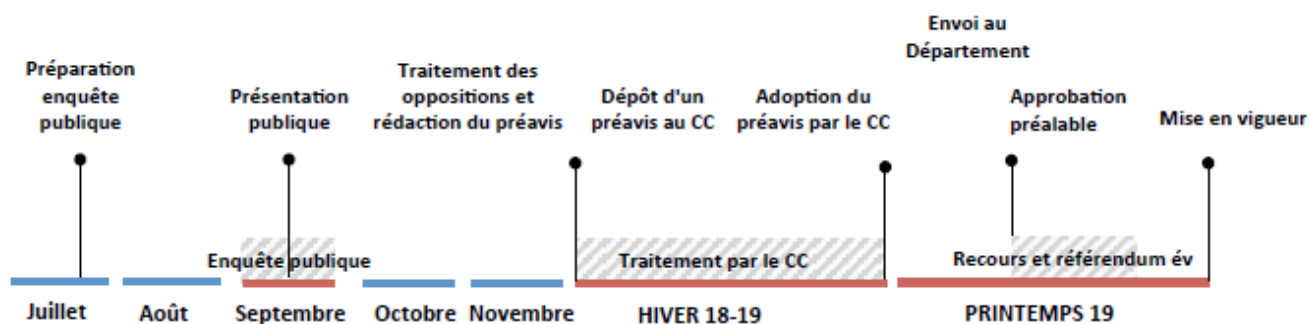 Préparation
enquête
publique
Présentation
publique
Traitement des
oppositions et
rédaction du préavis
Dépôt d'un
préavis au CC
Adoption du
préavis par le CC
Envoi au
Département
Approbation
préalable
Mise en vigueur
Enquête publique
Traitement par le CC
Recours et référendum év
Juillet
Août
Septembre
Octobre
Novembre
HIVER 18-19
PRINTEMPS 19